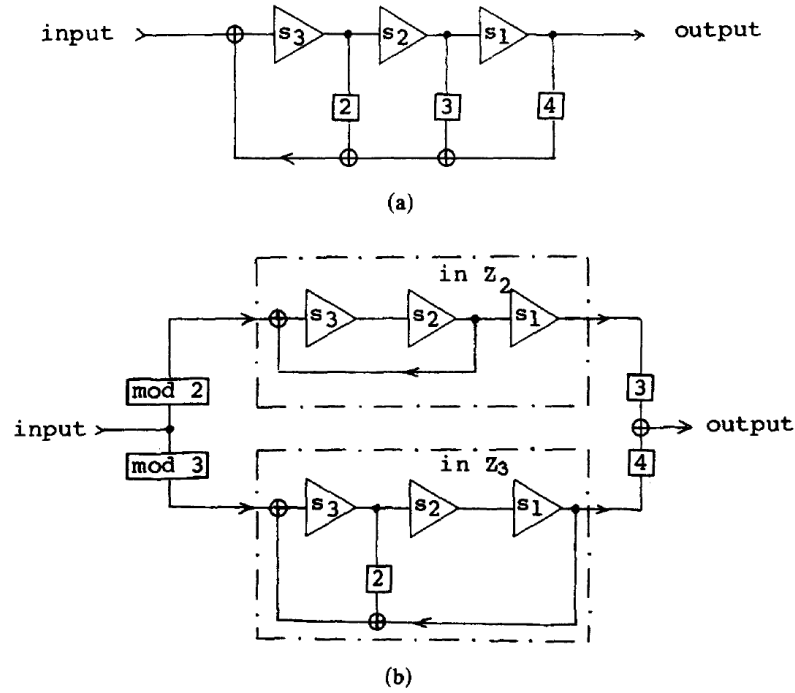 input s₃ s₂ s₁ output
2 3 4
(a)
in Z₂
s₃ s₂ s₁
mod 2 3
input output
mod 3 4
in Z₃
s₃ s₂ s₁
2
(b)